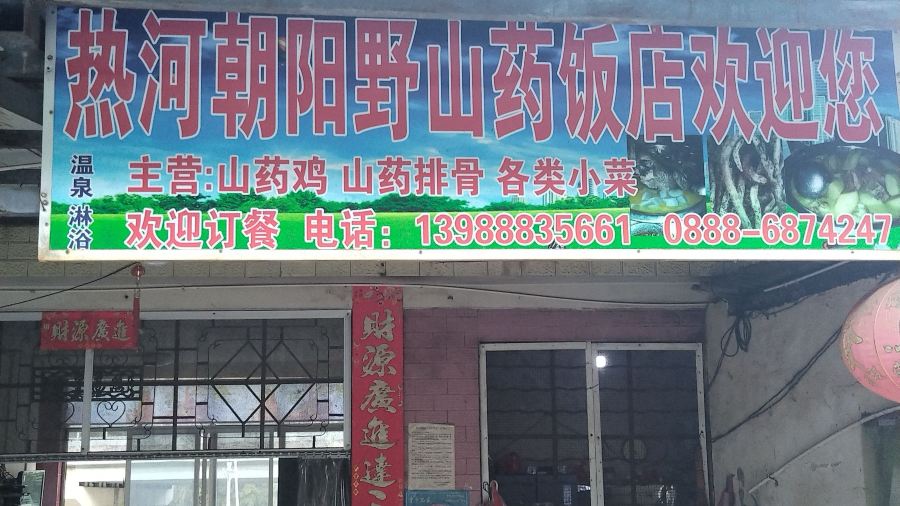 热河朝阳野山药饭店欢迎您
温泉淋浴
主营:山药鸡 山药排骨 各类小菜
欢迎订餐 电话: 13988835661 0888-6874247
財源廣進
財源廣進達